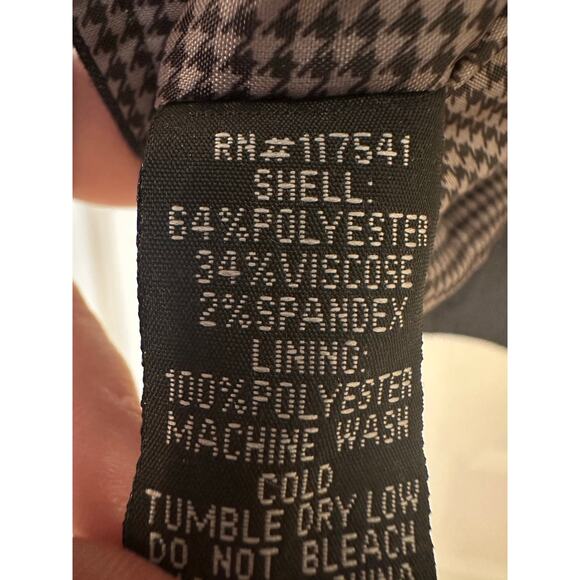 RN#117541
SHELL:
64%POLYESTER
34%VISCOSE
2%SPANDEX
LINING:
100%POLYESTER
MACHINE WASH
COLD
TUMBLE DRY LOW
DO NOT BLEACH